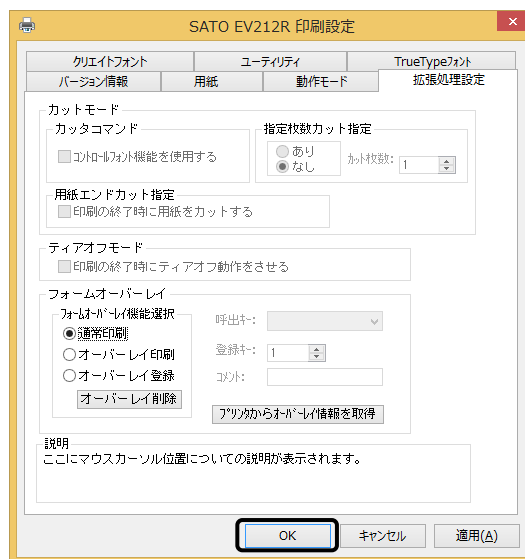 SATO EV212R 印刷設定
×
クリエイトフォント ユーティリティ TrueTypeフォント
バージョン情報 用紙 動作モード 拡張処理設定
カットモード
カッタコマンド
コントロールフォント機能を使用する
指定枚数カット指定
あり
なし
カット枚数: 1
用紙エンドカット指定
印刷の終了時に用紙をカットする
ティアオフモード
印刷の終了時にティアオフ動作をさせる
フォームオーバーレイ
フォームオーバーレイ機能選択
通常印刷
オーバーレイ印刷
オーバーレイ登録
オーバーレイ削除
呼出キー:
登録キー: 1
コメント:
プリンタからオーバーレイ情報を取得
説明
ここにマウスカーソル位置についての説明が表示されます。
OK キャンセル 適用(A)